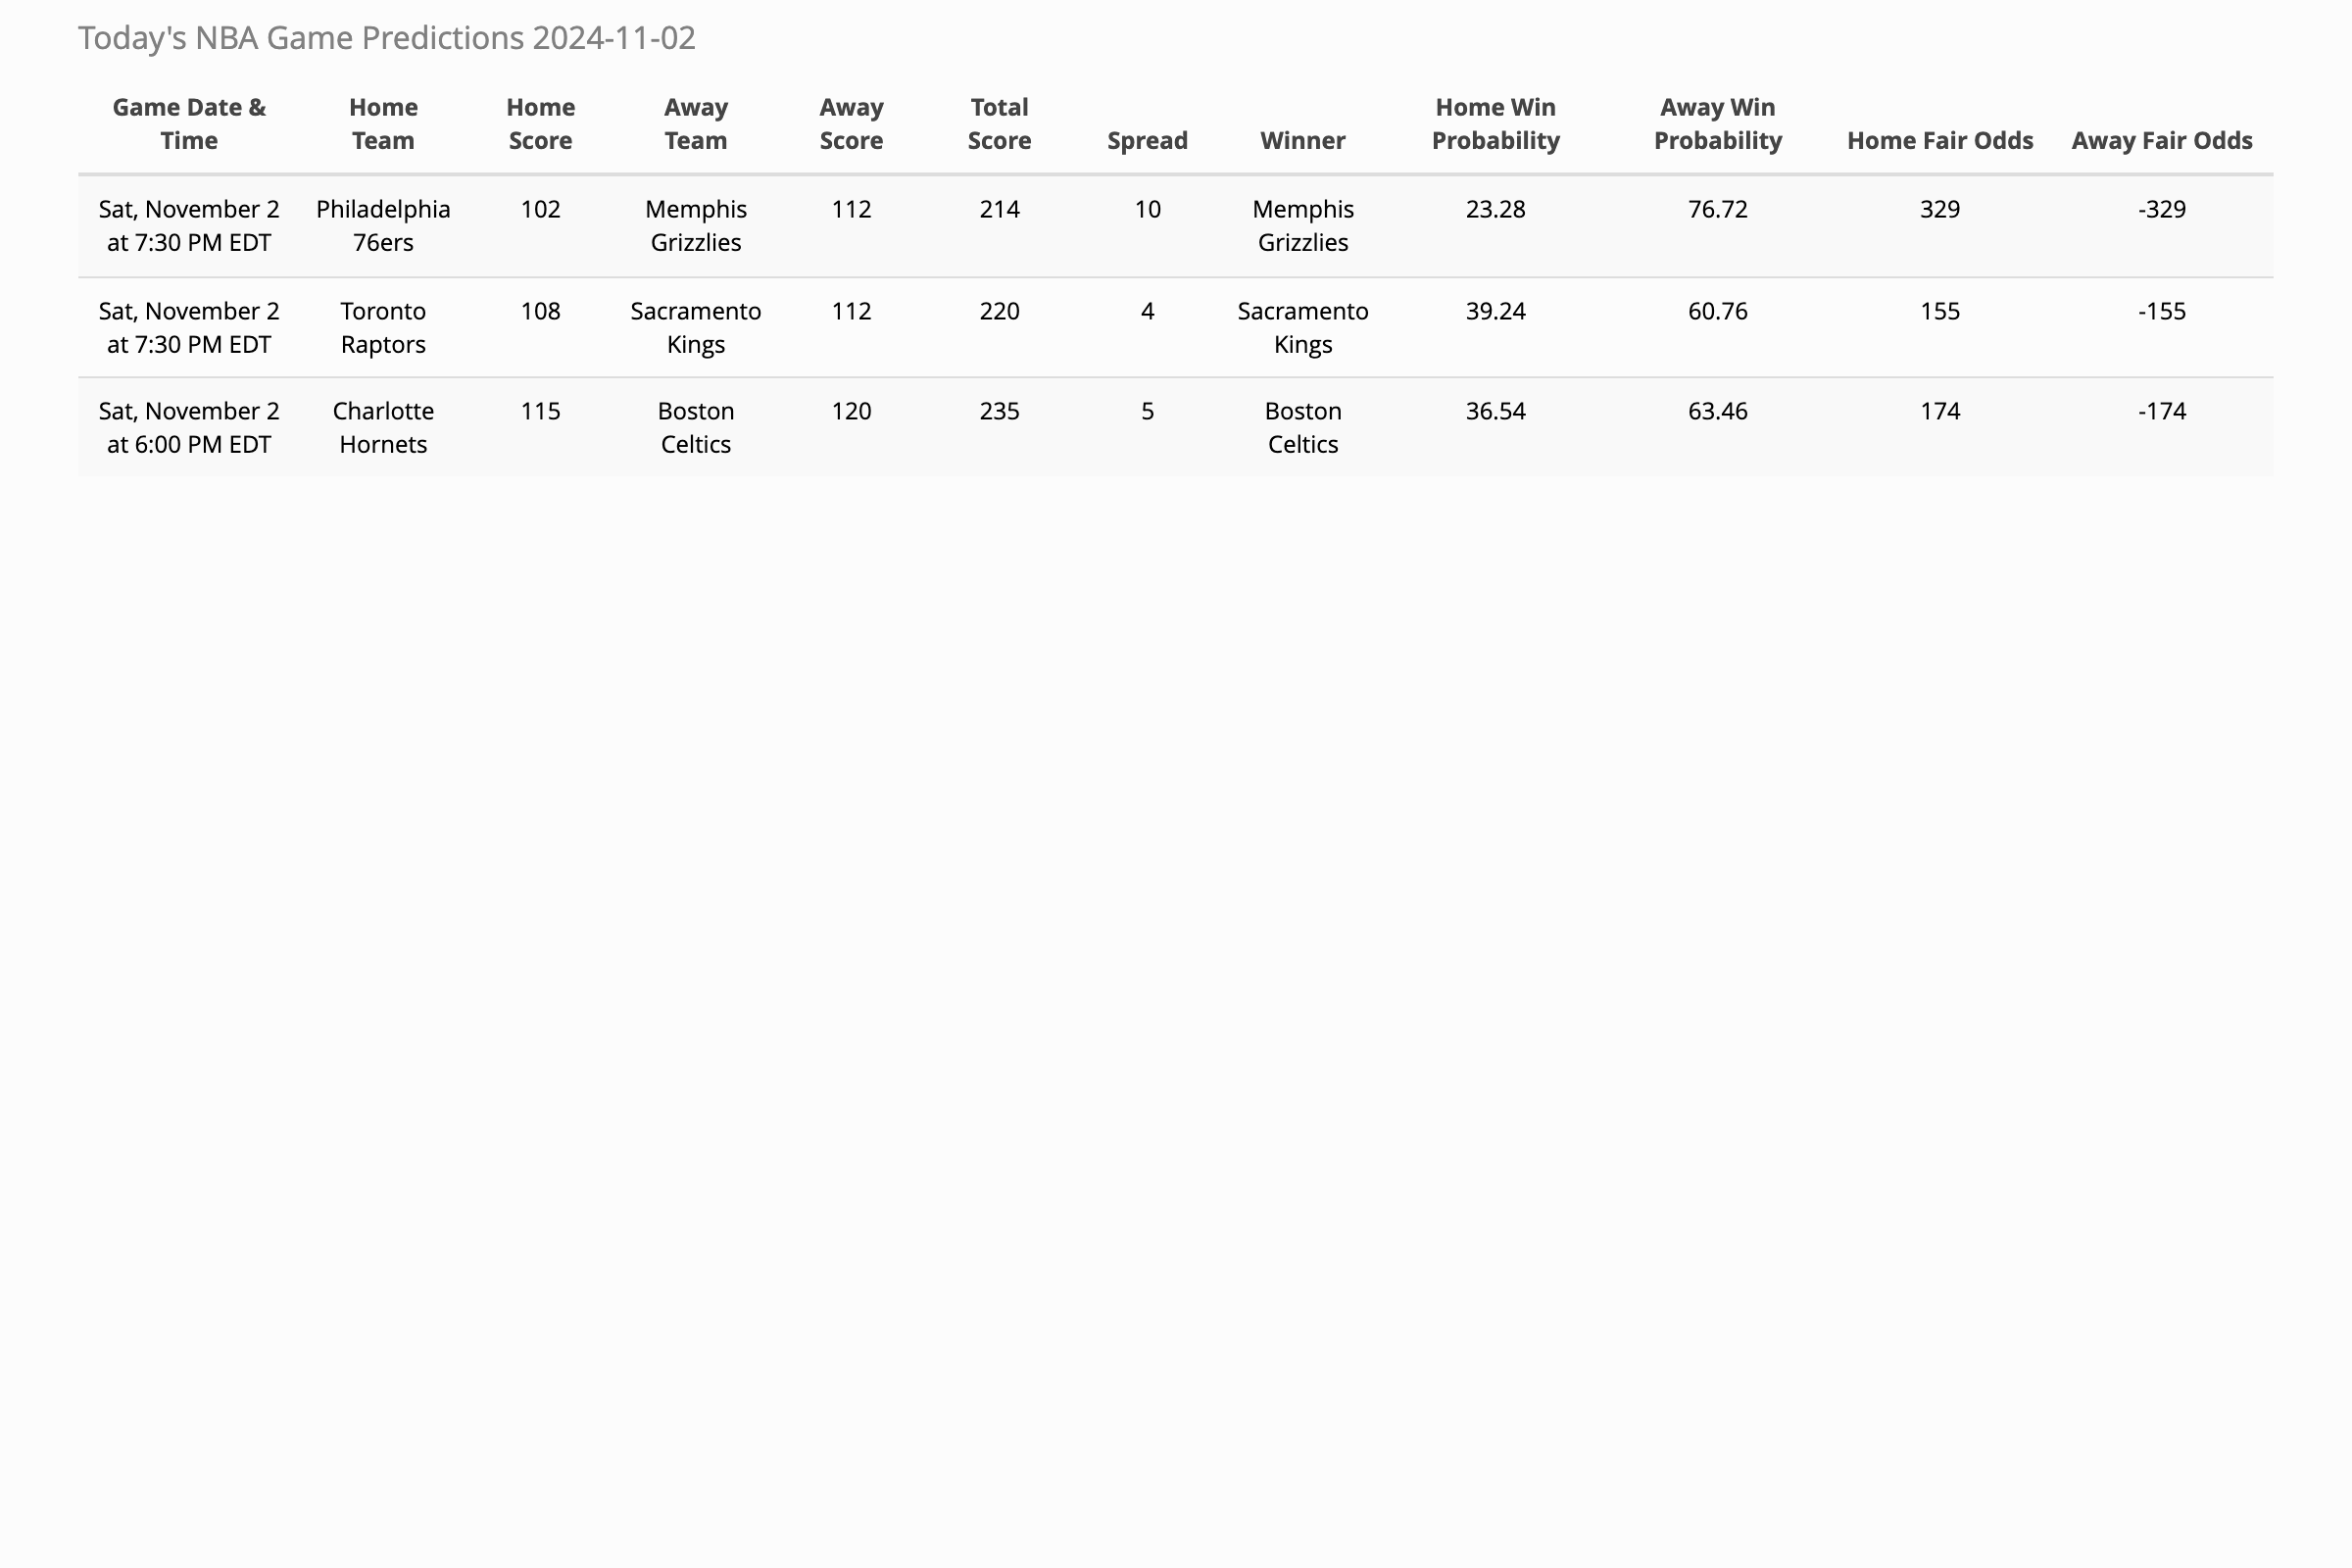 Today's NBA Game Predictions 2024-11-02
Game Date & Time Home Team Home Score Away Team Away Score Total Score Spread Winner Home Win Probability Away Win Probability Home Fair Odds Away Fair Odds
Sat, November 2 at 7:30 PM EDT Philadelphia 76ers 102 Memphis Grizzlies 112 214 10 Memphis Grizzlies 23.28 76.72 329 -329
Sat, November 2 at 7:30 PM EDT Toronto Raptors 108 Sacramento Kings 112 220 4 Sacramento Kings 39.24 60.76 155 -155
Sat, November 2 at 6:00 PM EDT Charlotte Hornets 115 Boston Celtics 120 235 5 Boston Celtics 36.54 63.46 174 -174